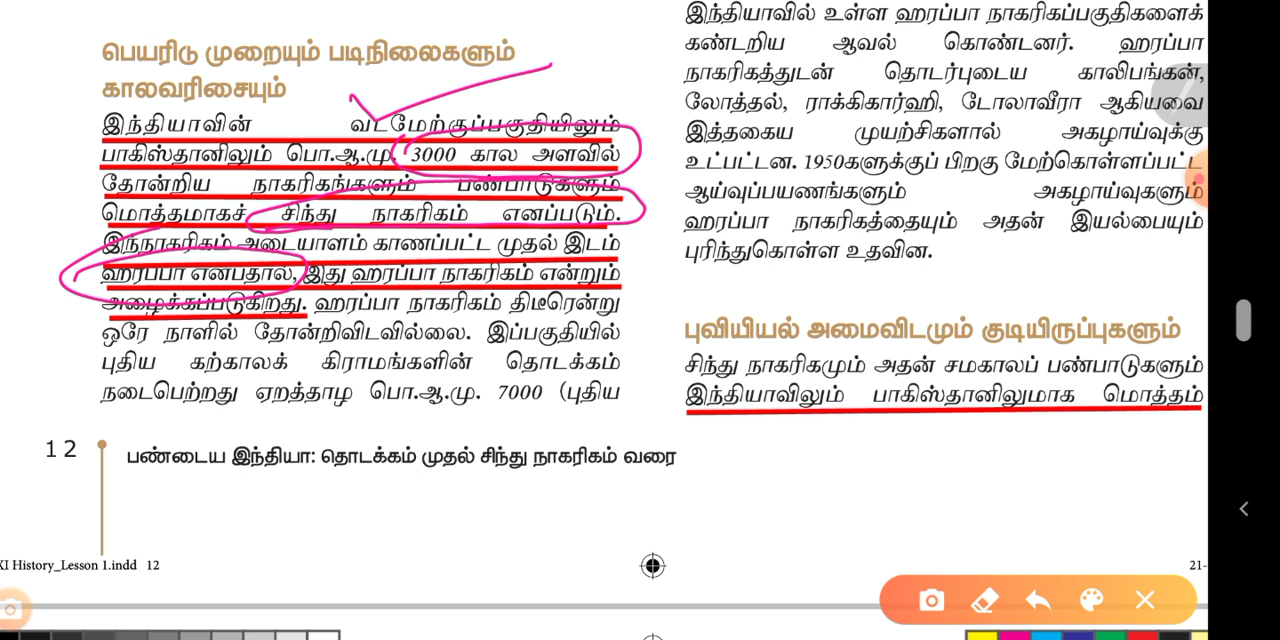 பெயரிடு முறையும் படிநிலைகளும்
காலவரிசையும்
இந்தியாவின் வடமேற்குப்பகுதியிலும்
பாகிஸ்தானிலும் பொ.ஆ.மு. 3000 கால அளவில்
தோன்றிய நாகரிகங்களும் பண்பாடுகளும்
மொத்தமாகச் சிந்து நாகரிகம் எனப்படும்.
இந்நாகரிகம் அடையாளம் காணப்பட்ட முதல் இடம்
ஹரப்பா என்பதால், இது ஹரப்பா நாகரிகம் என்றும்
அழைக்கப்படுகிறது. ஹரப்பா நாகரிகம் திடீரென்று
ஒரே நாளில் தோன்றிவிடவில்லை. இப்பகுதியில்
புதிய கற்காலக் கிராமங்களின் தொடக்கம்
நடைபெற்றது ஏறத்தாழ பொ.ஆ.மு. 7000 (புதிய
இந்தியாவில் உள்ள ஹரப்பா நாகரிகப்பகுதிகளைக்
கண்டறிய ஆவல் கொண்டனர். ஹரப்பா
நாகரிகத்துடன் தொடர்புடைய காலிபங்கன்,
லோத்தல், ராக்கிகார்ஹி, டோலாவீரா ஆகியவை
இத்தகைய முயற்சிகளால் அகழாய்வுக்கு
உட்பட்டன. 1950களுக்குப் பிறகு மேற்கொள்ளப்பட்ட
ஆய்வுப்பயணங்களும் அகழாய்வுகளும்
ஹரப்பா நாகரிகத்தையும் அதன் இயல்பையும்
புரிந்துகொள்ள உதவின.
புவியியல் அமைவிடமும் குடியிருப்புகளும்
சிந்து நாகரிகமும் அதன் சமகாலப் பண்பாடுகளும்
இந்தியாவிலும் பாகிஸ்தானிலுமாக மொத்தம்
12
பண்டைய இந்தியா: தொடக்கம் முதல் சிந்து நாகரிகம் வரை
XI History_Lesson 1.indd 12
21-